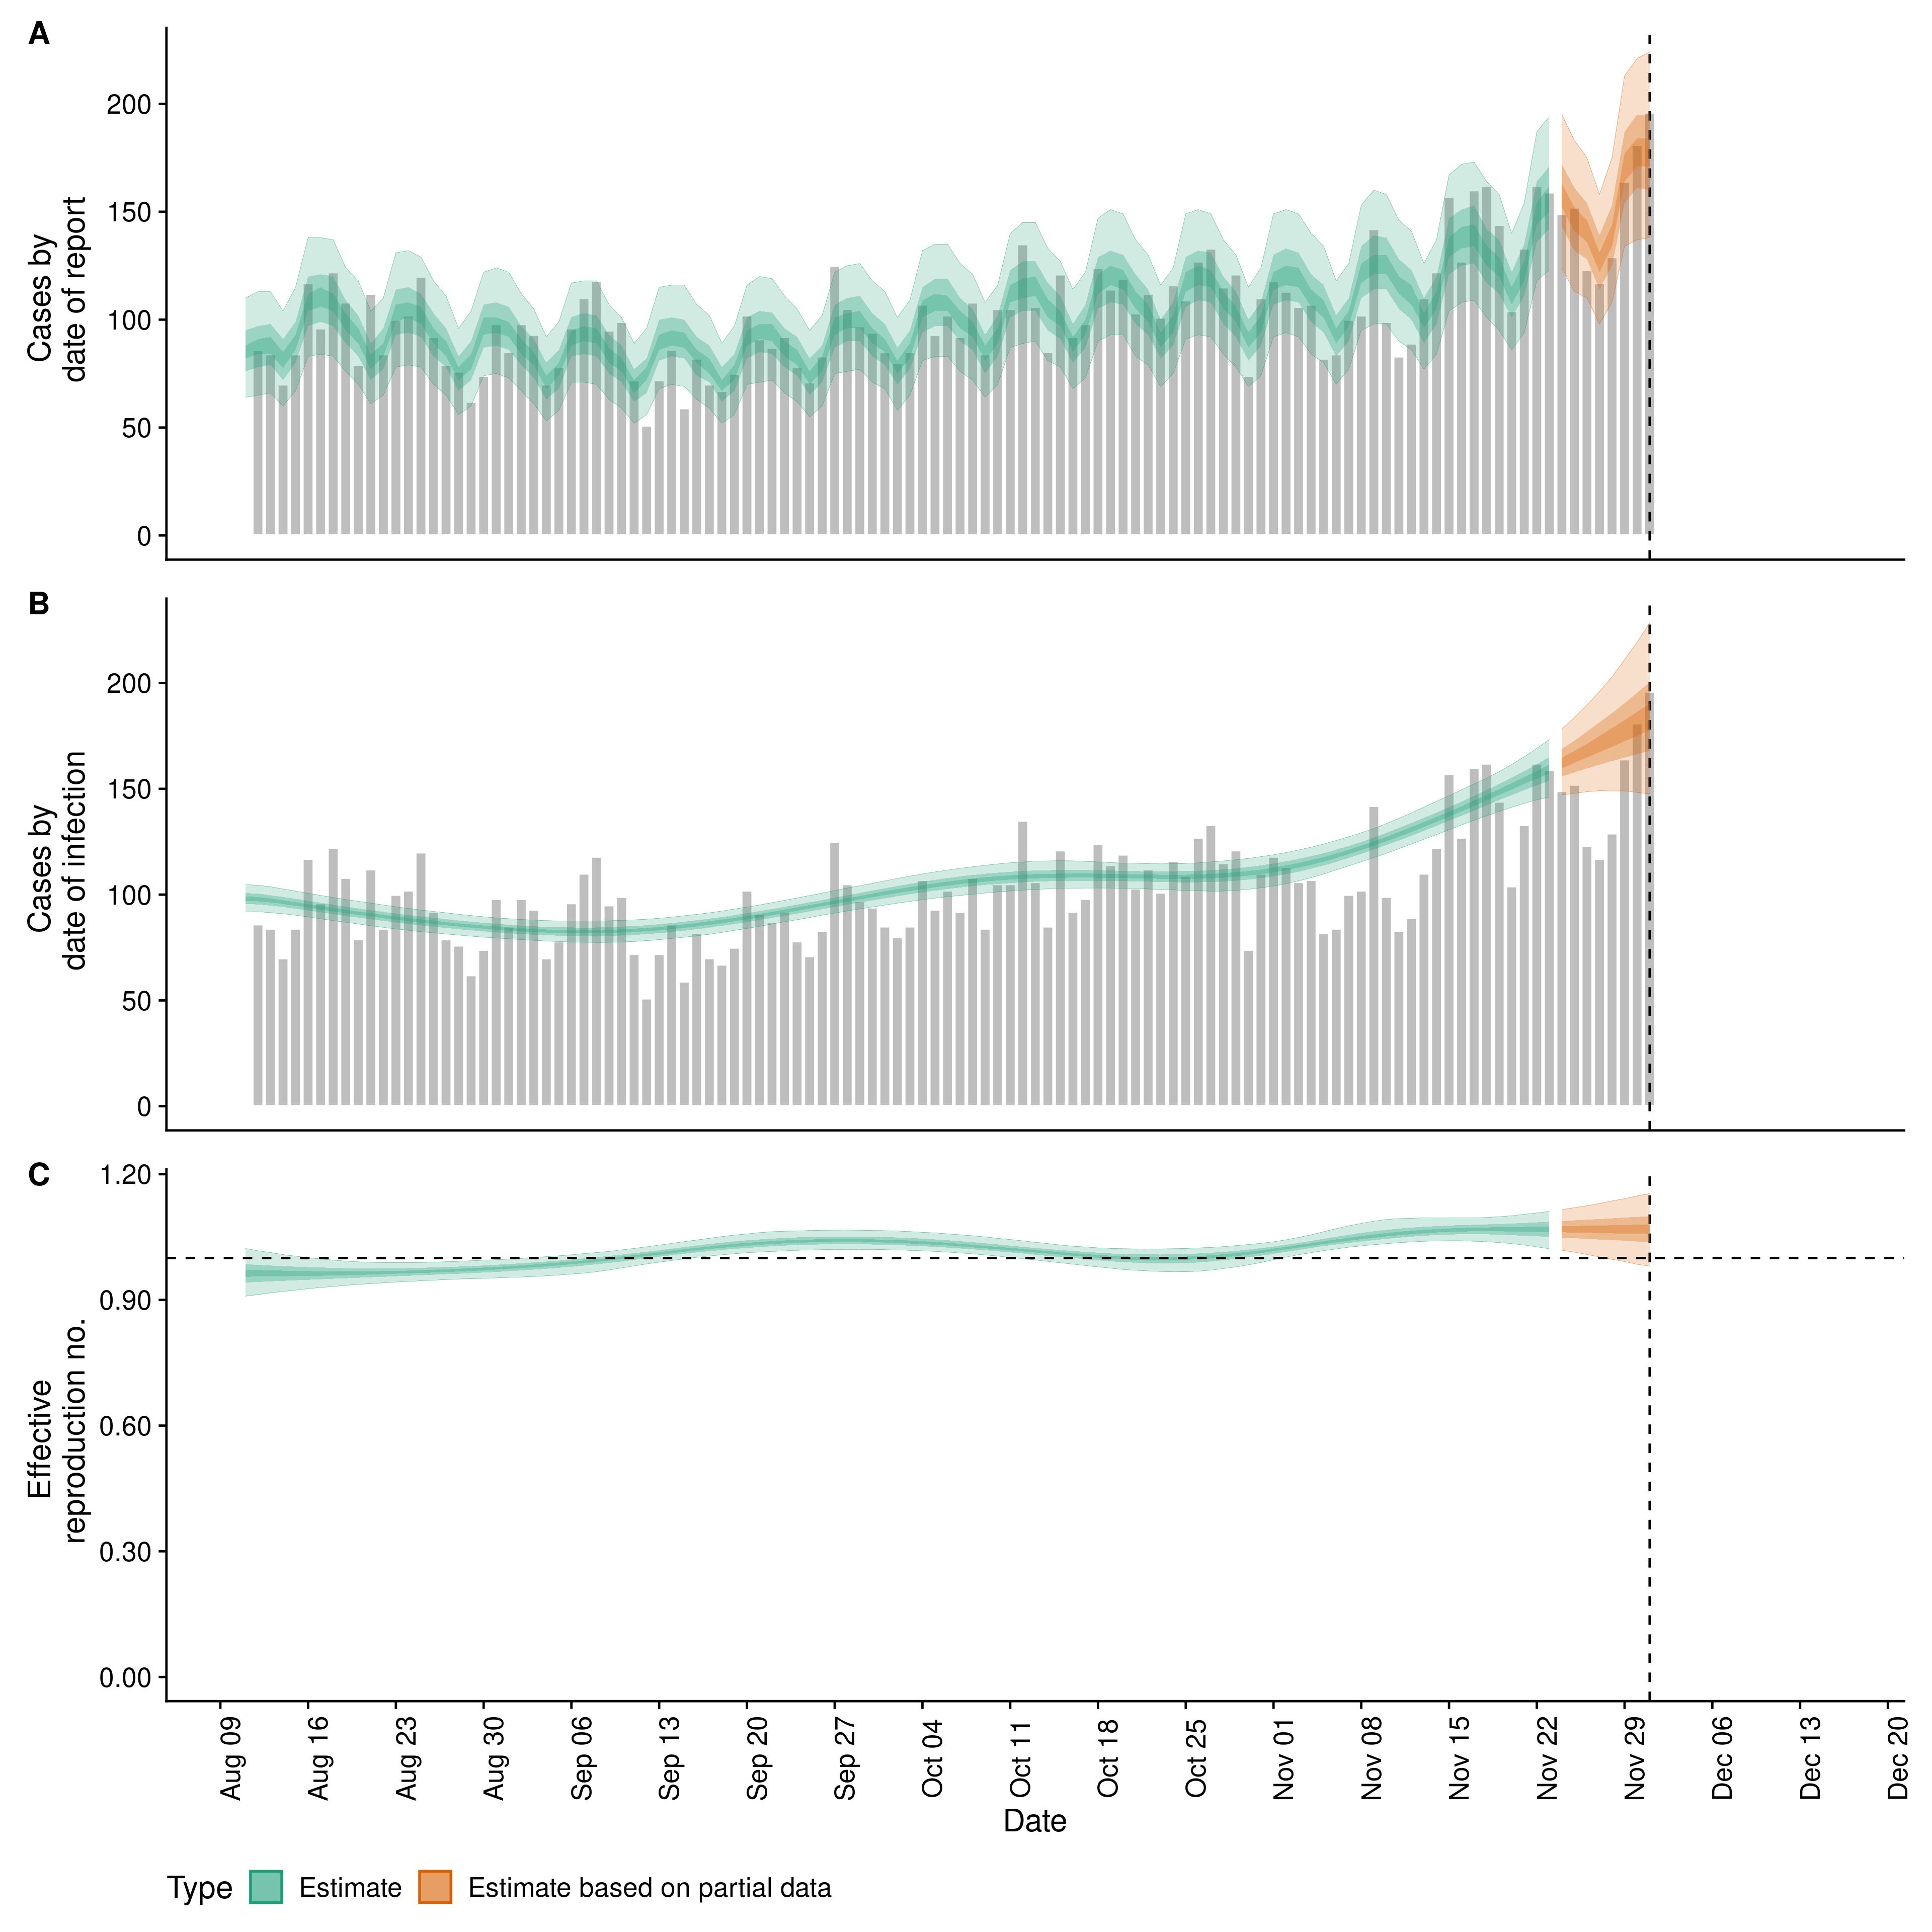 A
Cases by
date of report
200
150
100
50
0
B
Cases by
date of infection
200
150
100
50
0
C
Effective
reproduction no.
1.20
0.90
0.60
0.30
0.00
Aug 09
Aug 16
Aug 23
Aug 30
Sep 06
Sep 13
Sep 20
Sep 27
Oct 04
Oct 11
Oct 18
Oct 25
Nov 01
Nov 08
Nov 15
Nov 22
Nov 29
Dec 06
Dec 13
Dec 20
Date
Type Estimate Estimate based on partial data